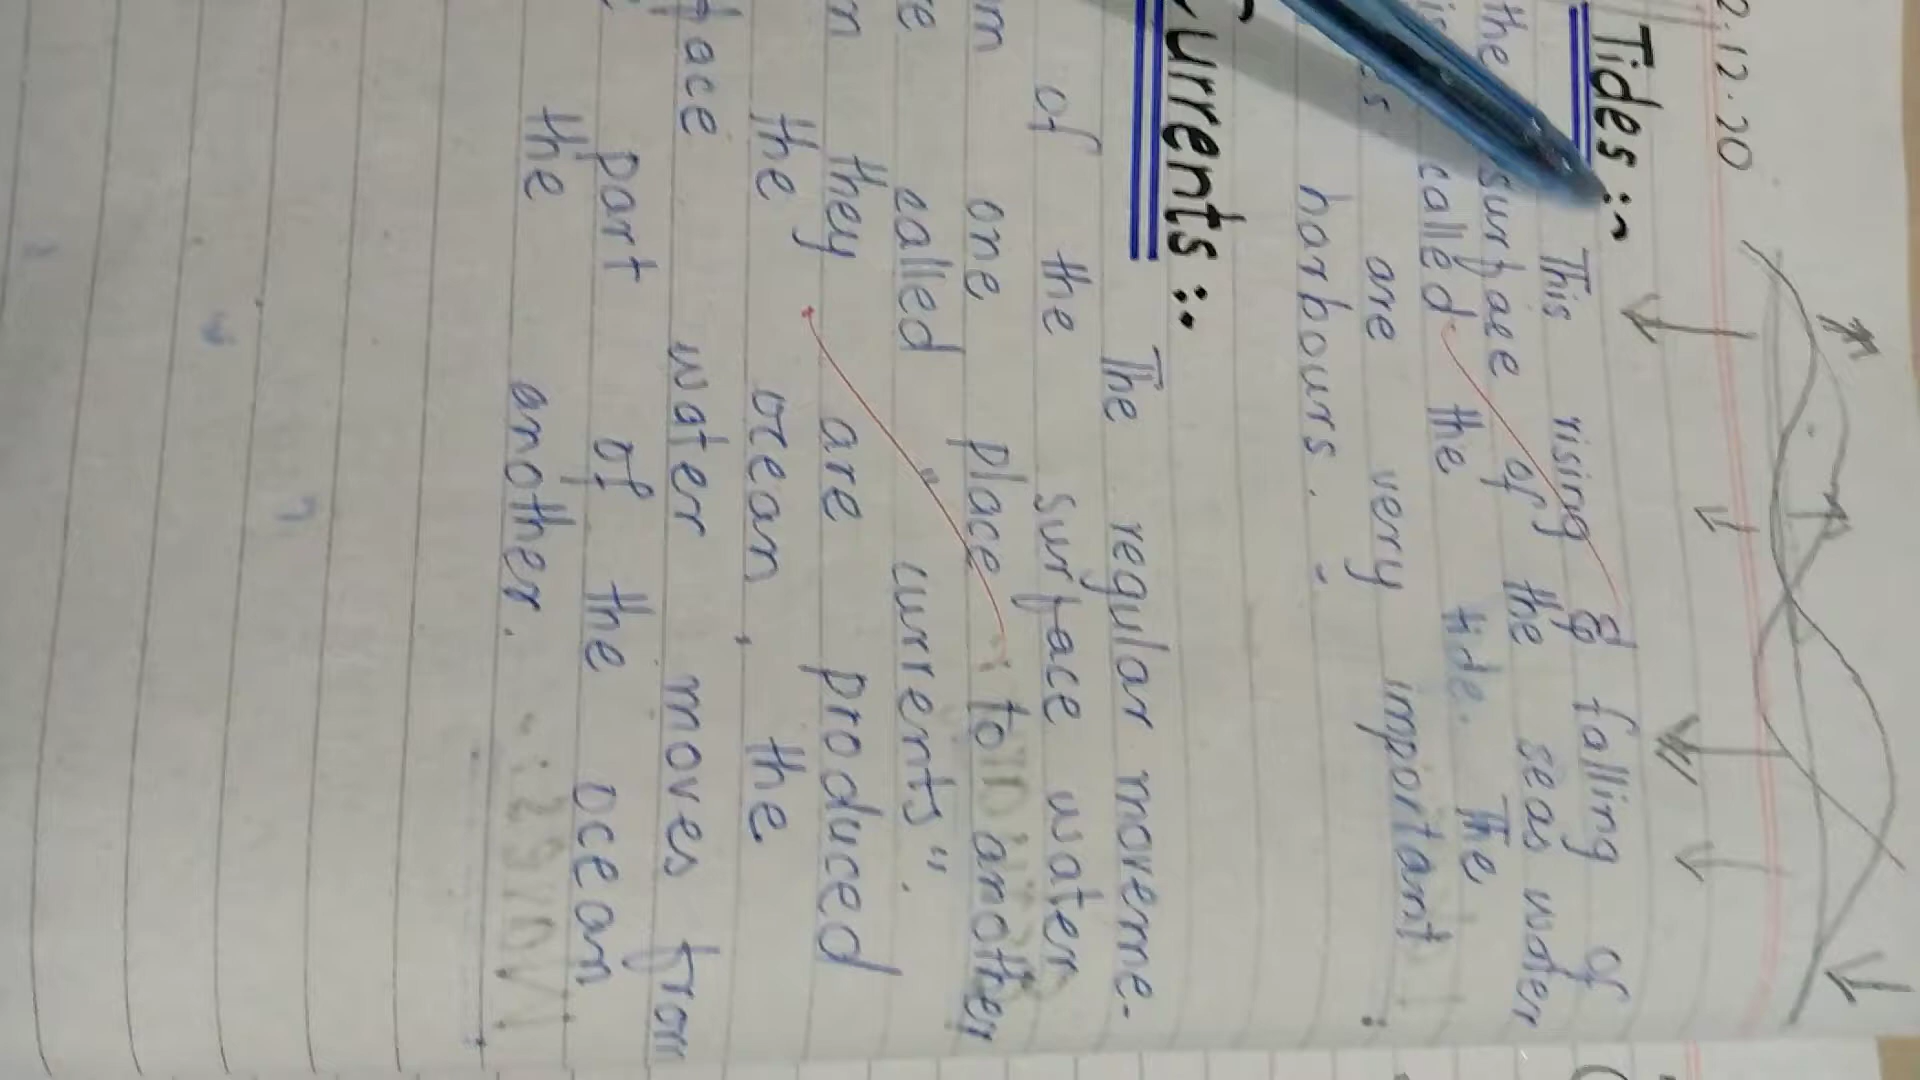 2.12.20
Tides :~
This rising & falling of
the surface of the seas water
is called the tide. The
are very important
harbours.
Currents :-
The regular moveme-
of the surface water
one place to another
called "currents".
they are produced
the ocean, the
face water moves from
part of the ocean
the another.